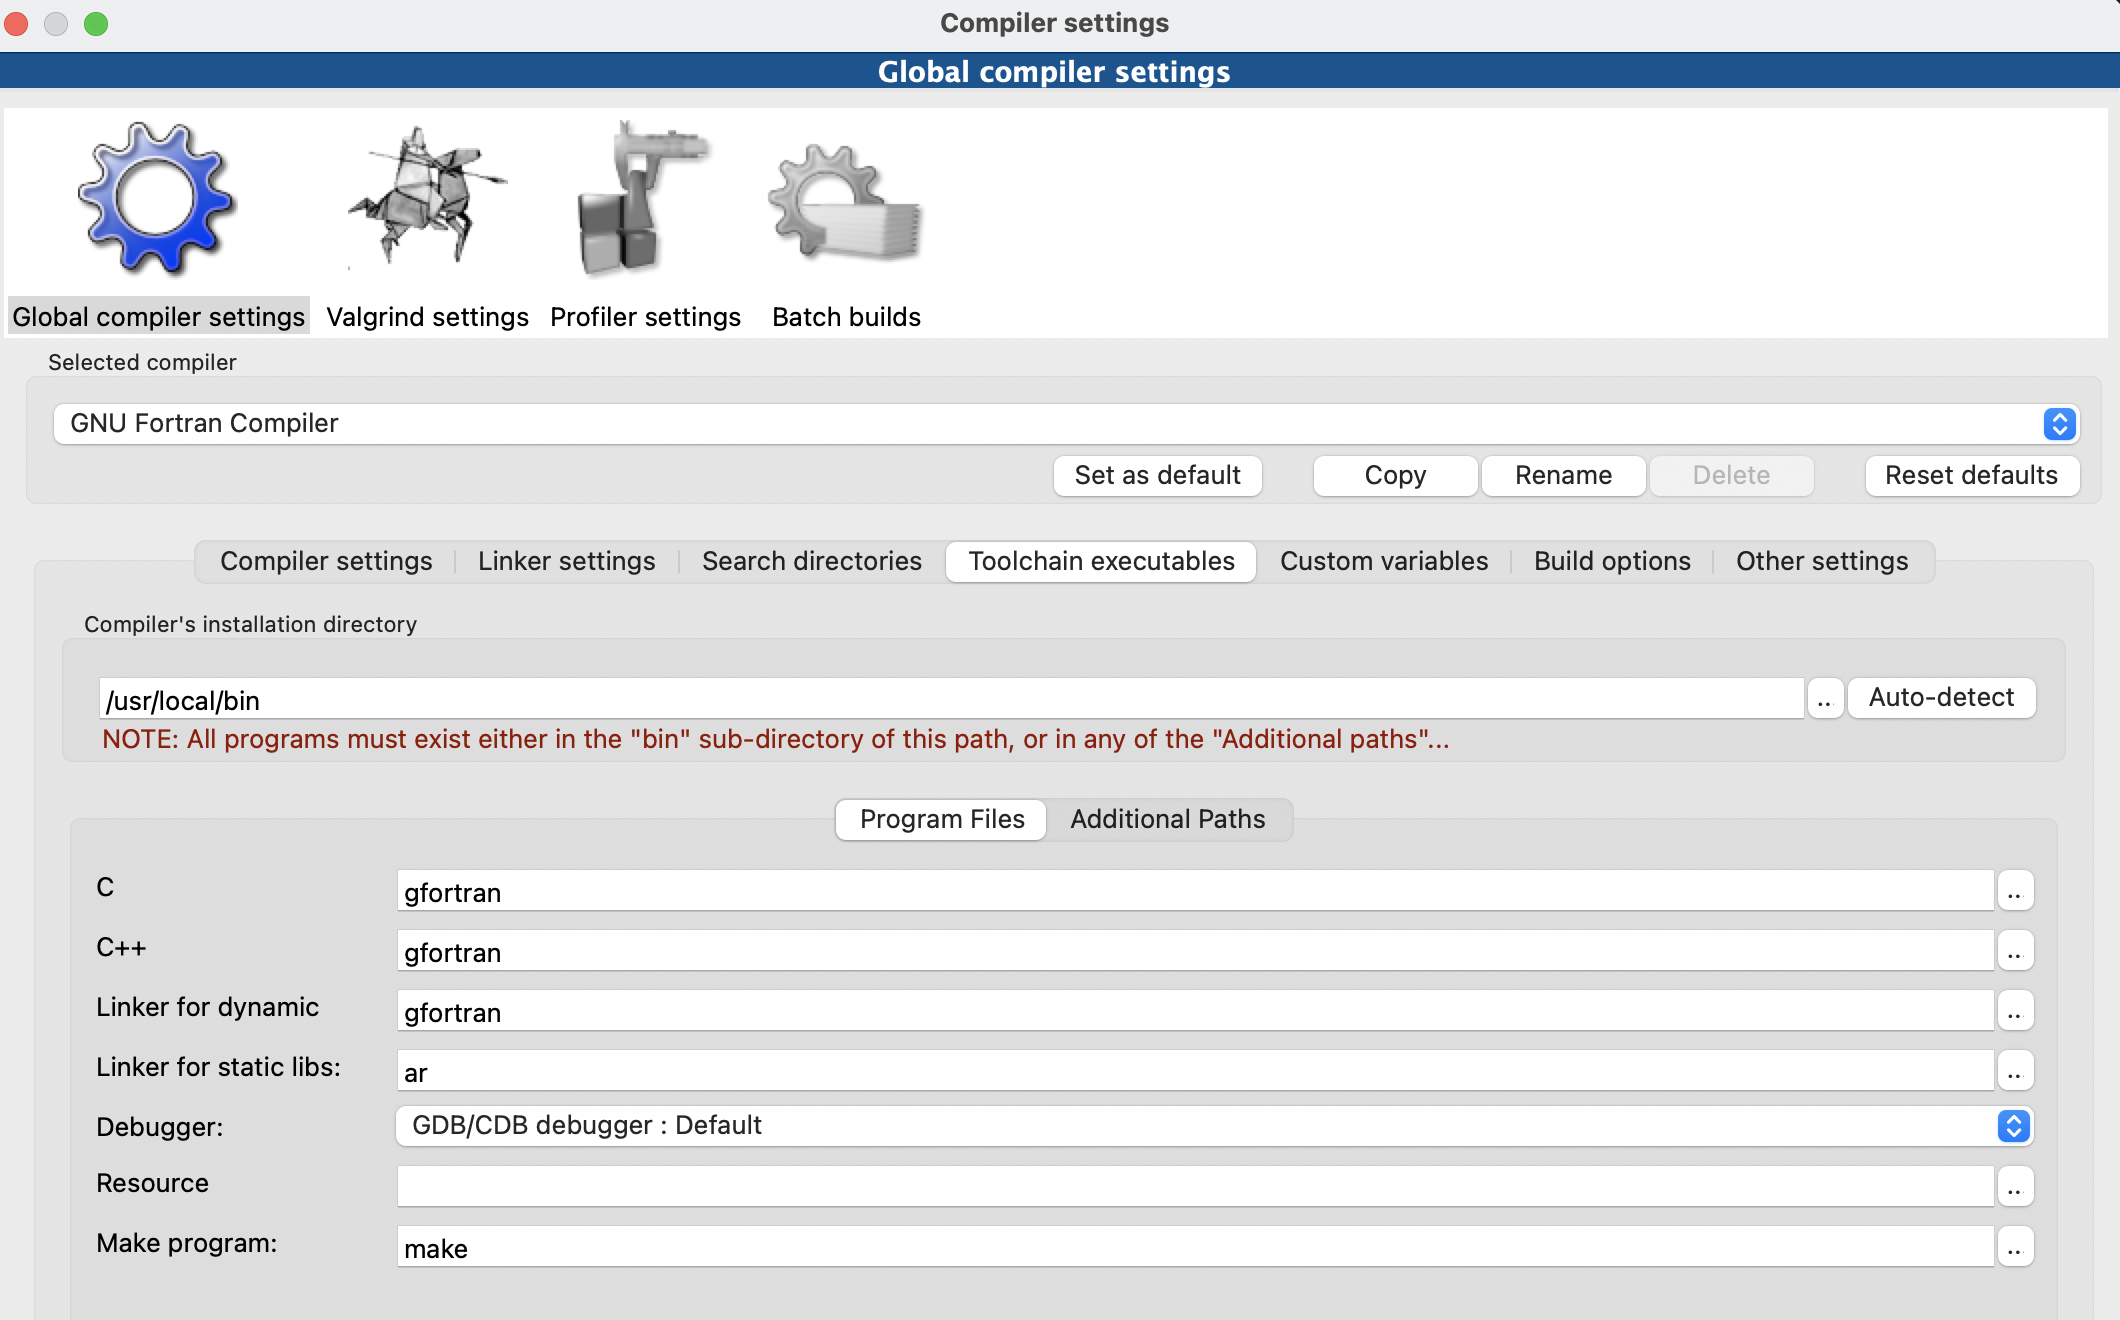 Compiler settings
Global compiler settings
Global compiler settings
Valgrind settings
Profiler settings
Batch builds
Selected compiler
GNU Fortran Compiler
Set as default
Copy
Rename
Delete
Reset defaults
Compiler settings
Linker settings
Search directories
Toolchain executables
Custom variables
Build options
Other settings
Compiler's installation directory
/usr/local/bin
..
Auto-detect
NOTE: All programs must exist either in the "bin" sub-directory of this path, or in any of the "Additional paths"...
Program Files
Additional Paths
C
gfortran
..
C++
gfortran
..
Linker for dynamic
gfortran
..
Linker for static libs:
ar
..
Debugger:
GDB/CDB debugger : Default
Resource
..
Make program:
make
..